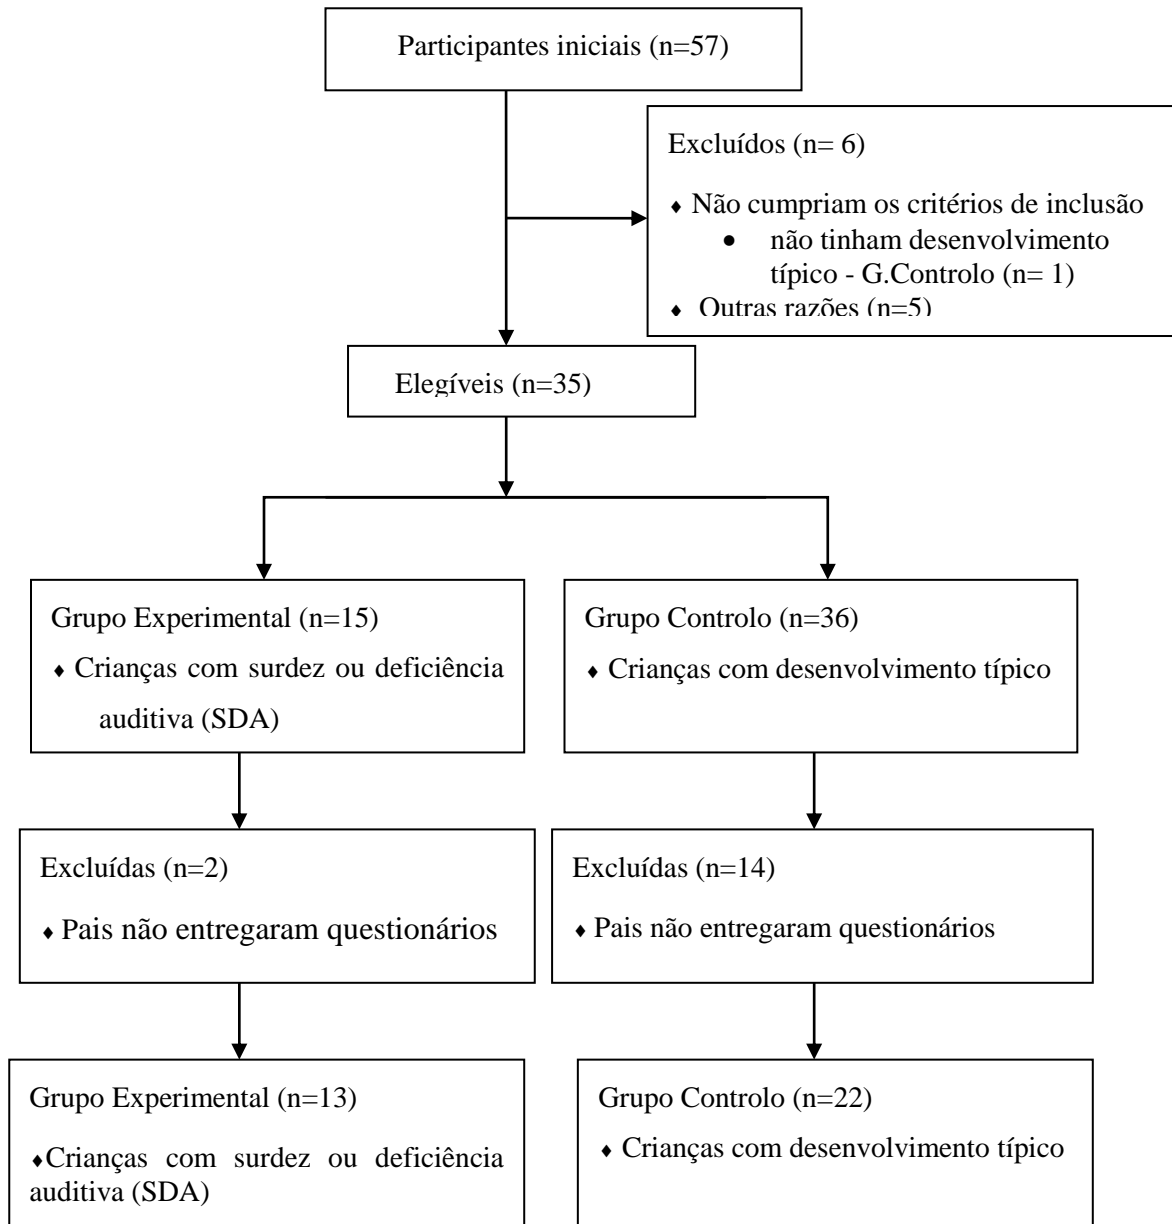 Participantes iniciais (n=57)
Excluídos (n= 6)
♦ Não cumpriam os critérios de inclusão
• não tinham desenvolvimento
típico - G.Controlo (n= 1)
♦ Outras razões (n=5)
Elegíveis (n=35)
Grupo Experimental (n=15)
♦ Crianças com surdez ou deficiência
auditiva (SDA)
Grupo Controlo (n=36)
♦ Crianças com desenvolvimento típico
Excluídas (n=2)
♦ Pais não entregaram questionários
Excluídas (n=14)
♦ Pais não entregaram questionários
Grupo Experimental (n=13)
♦Crianças com surdez ou deficiência
auditiva (SDA)
Grupo Controlo (n=22)
♦ Crianças com desenvolvimento típico